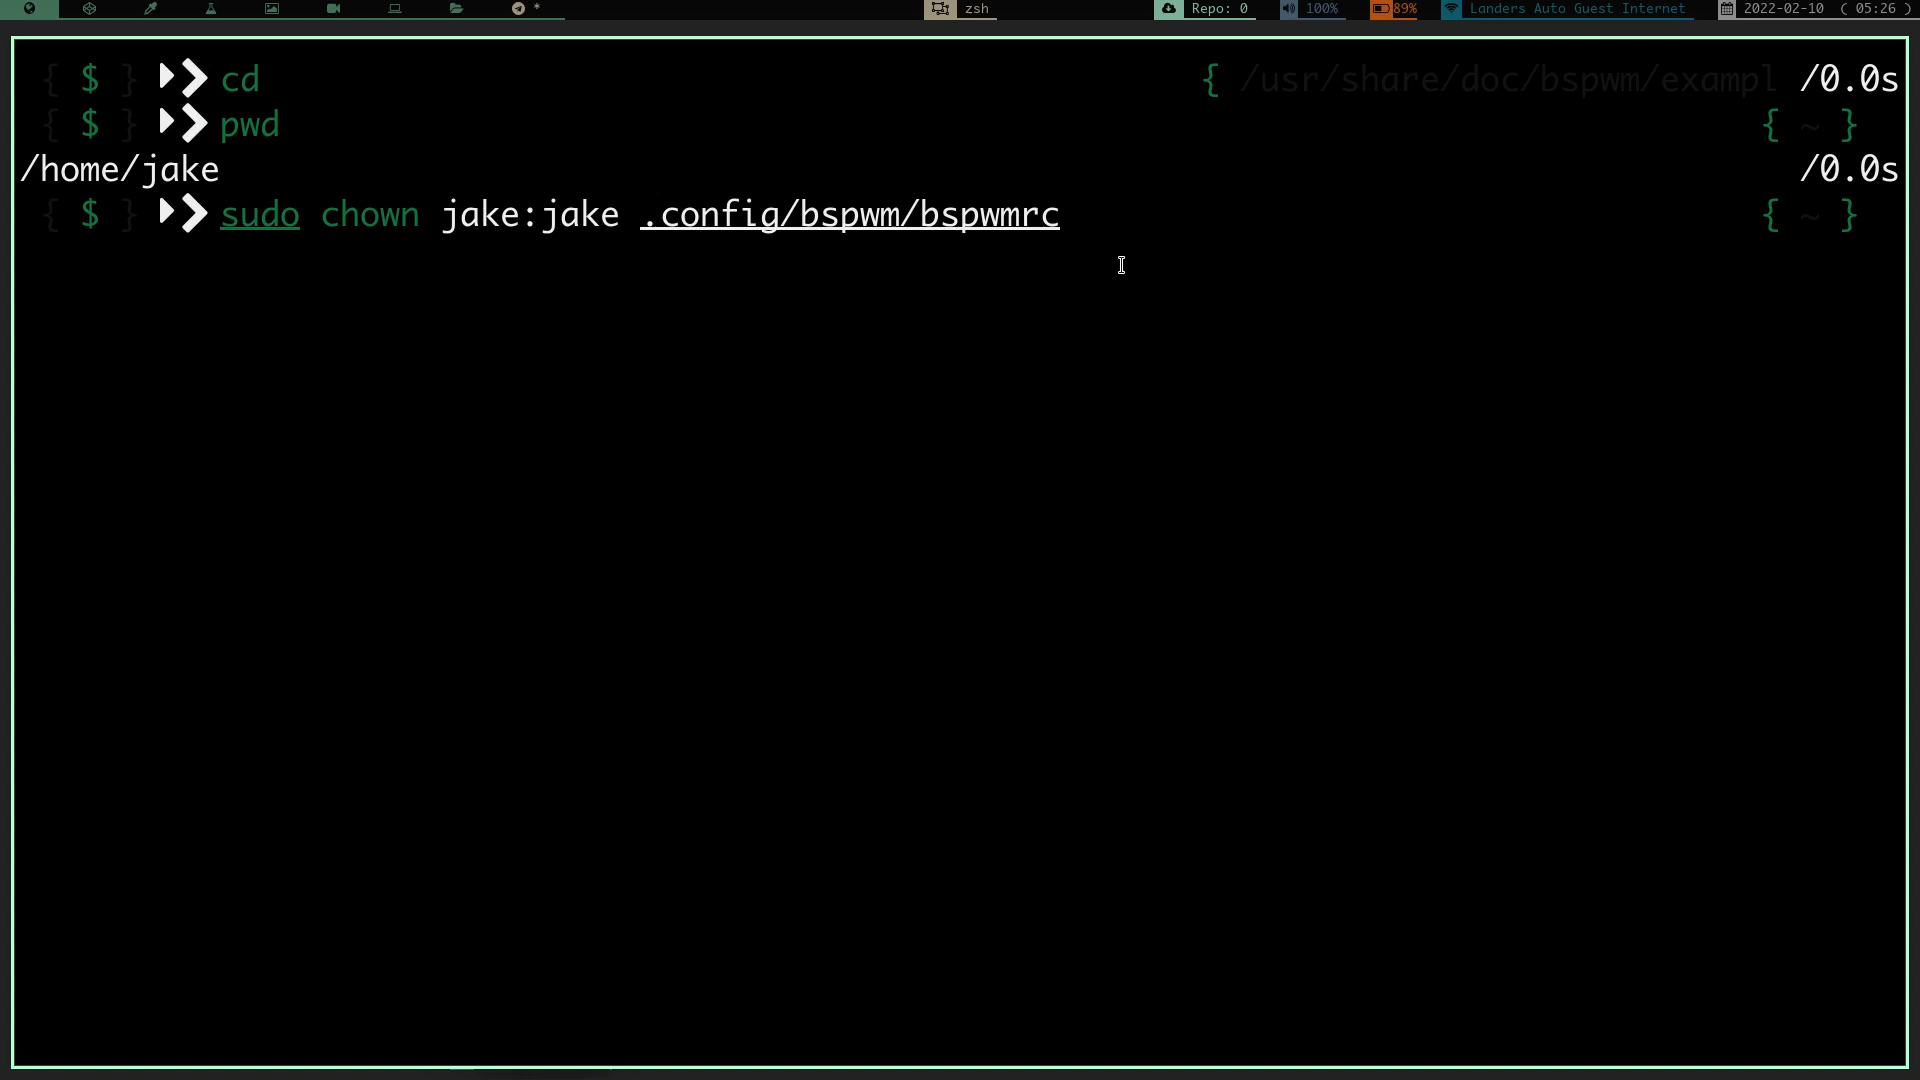 * zsh Repo: 0 100% 89% Landers Auto Guest Internet 2022-02-10 ( 05:26 )
{ $ } cd { /usr/share/doc/bspwm/exampl /0.0s
{ $ } pwd { ~ }
/home/jake /0.0s
{ $ } sudo chown jake:jake .config/bspwm/bspwmrc { ~ }